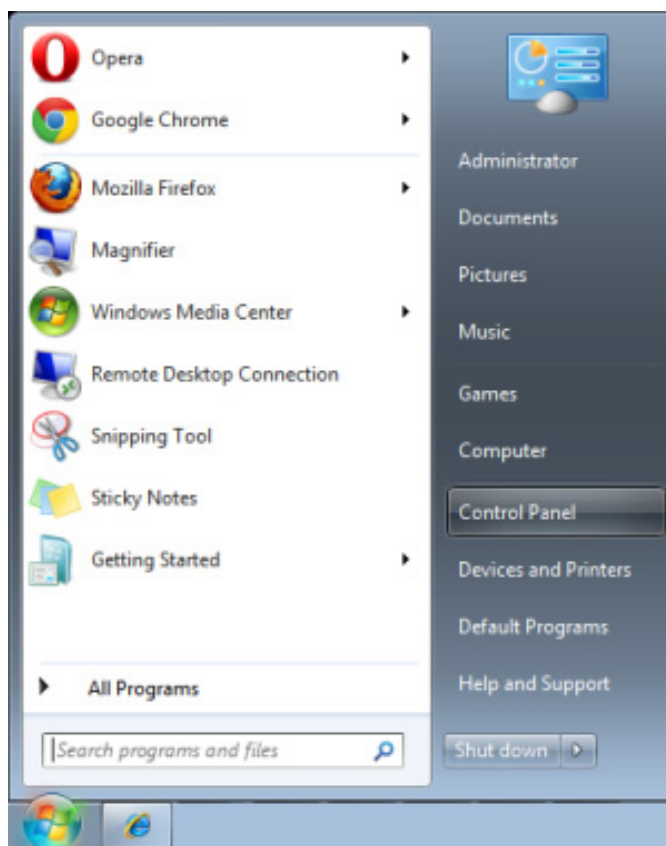 Opera
Google Chrome
Mozilla Firefox
Magnifier
Windows Media Center
Remote Desktop Connection
Snipping Tool
Sticky Notes
Getting Started
All Programs
Search programs and files
Administrator
Documents
Pictures
Music
Games
Computer
Control Panel
Devices and Printers
Default Programs
Help and Support
Shut down